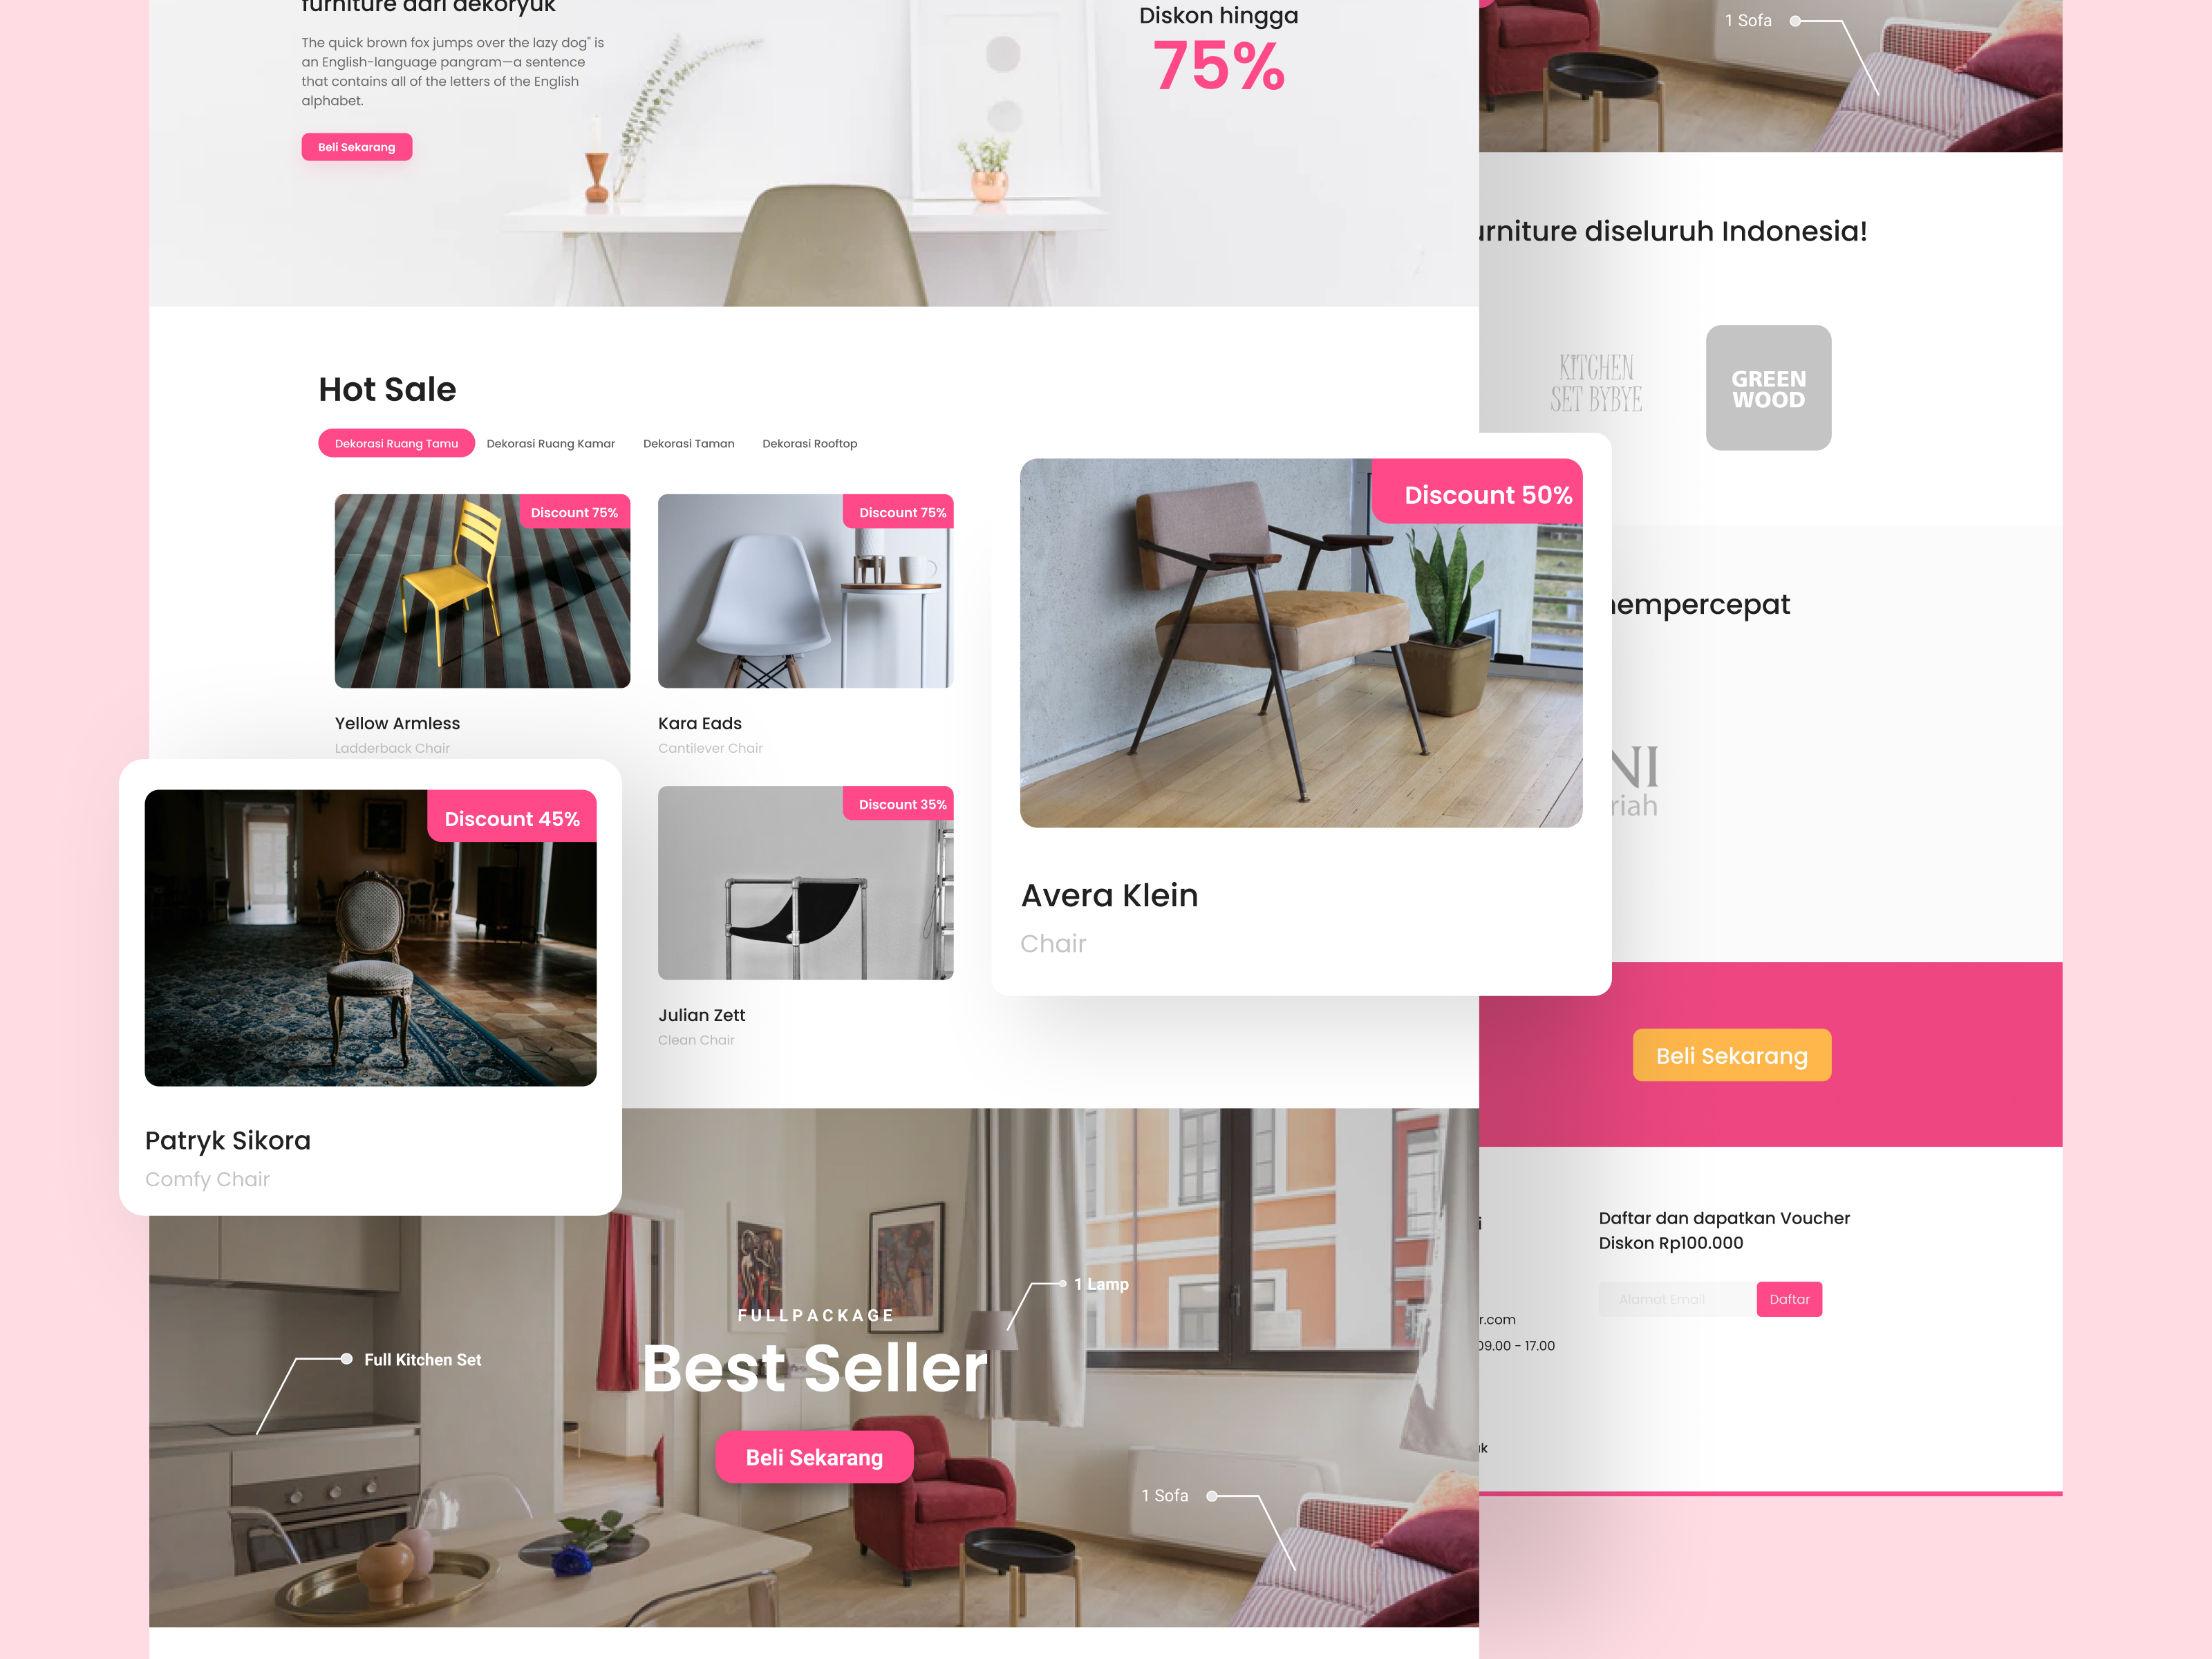 furniture dari dekoryuk
The quick brown fox jumps over the lazy dog" is
an English-language pangram—a sentence
that contains all of the letters of the English
alphabet.
Beli Sekarang
Diskon hingga
75%
Hot Sale
Dekorasi Ruang Tamu
Dekorasi Ruang Kamar
Dekorasi Taman
Dekorasi Rooftop
Discount 75%
Yellow Armless
Ladderback Chair
Discount 75%
Kara Eads
Cantilever Chair
Discount 50%
Avera Klein
Chair
Discount 45%
Patryk Sikora
Comfy Chair
Discount 35%
Julian Zett
Clean Chair
FULLPACKAGE
Best Seller
Beli Sekarang
Full Kitchen Set
1 Lamp
1 Sofa
1 Sofa
urniture diseluruh Indonesia!
KITCHEN
SET BYBYE
GREEN
WOOD
empercepat
NI
riah
Beli Sekarang
Daftar dan dapatkan Voucher
Diskon Rp100.000
Alamat Email
Daftar
r.com
09.00 - 17.00